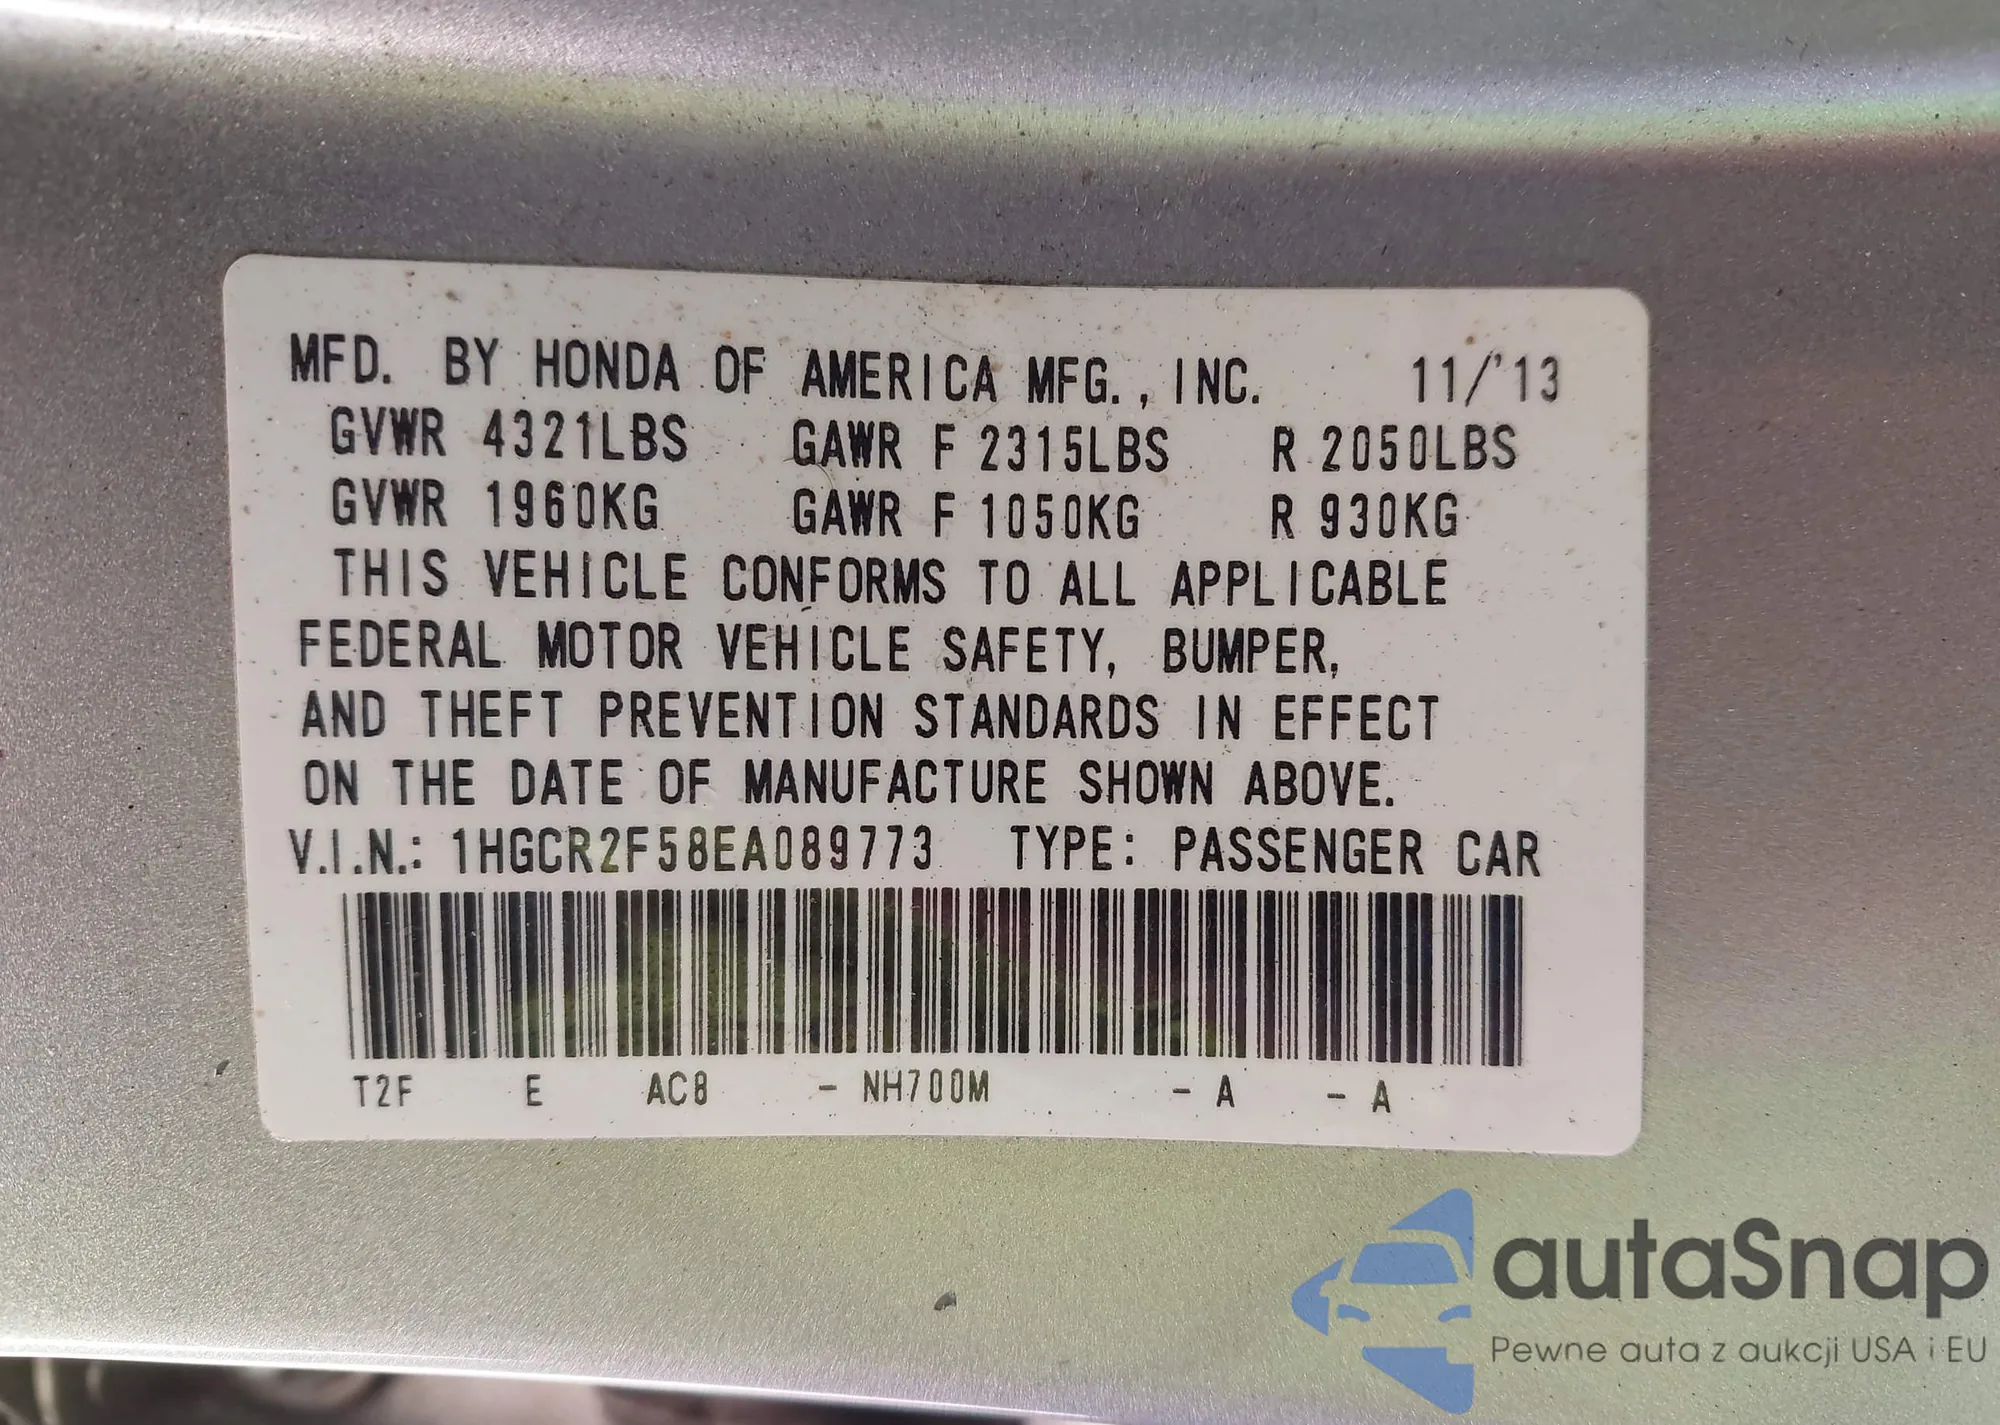 MFD. BY HONDA OF AMERICA MFG., INC. 11/'13
GVWR 4321LBS GAWR F 2315LBS R 2050LBS
GVWR 1960KG GAWR F 1050KG R 930KG
THIS VEHICLE CONFORMS TO ALL APPLICABLE
FEDERAL MOTOR VEHICLE SAFETY, BUMPER,
AND THEFT PREVENTION STANDARDS IN EFFECT
ON THE DATE OF MANUFACTURE SHOWN ABOVE.
V.I.N.: 1HGCR2F58EA089773 TYPE: PASSENGER CAR
T2F E AC8 - NH700M - A - A
autaSnap
Pewne auta z aukcji USA i EU